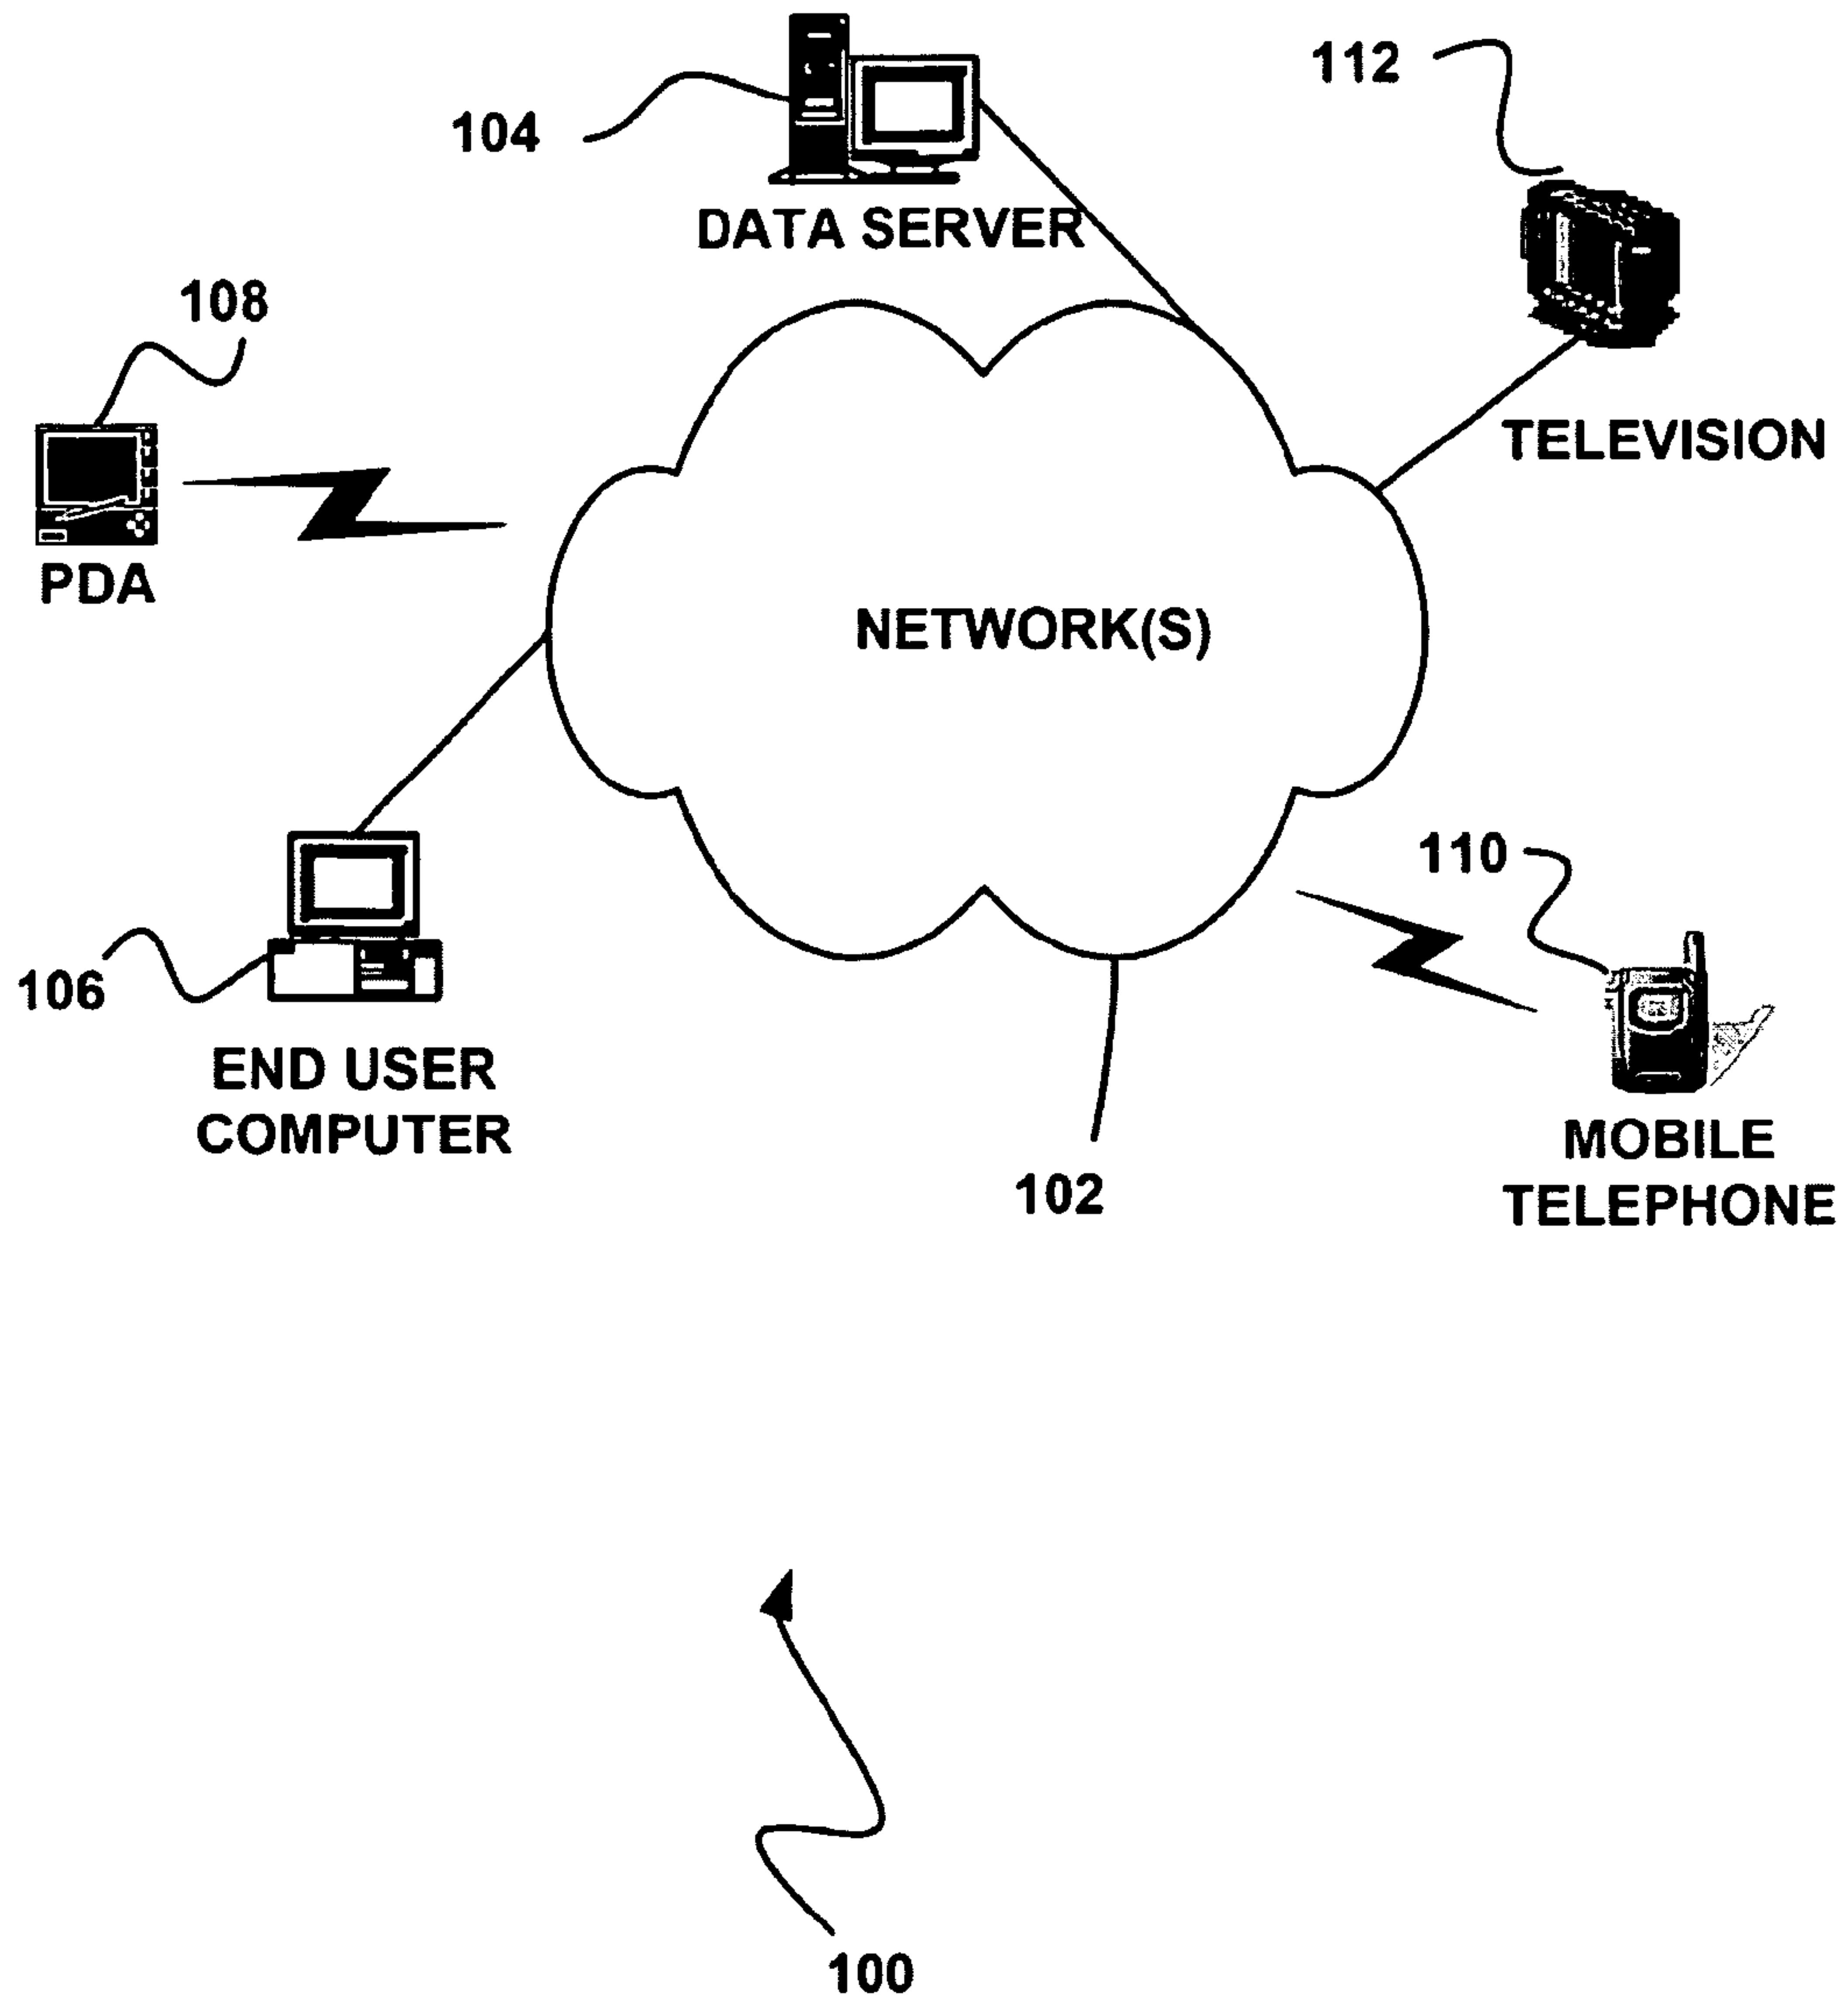 112
104
DATA SERVER
108
TELEVISION
PDA
NETWORK(S)
110
106
END USER
COMPUTER
MOBILE
TELEPHONE
102
100